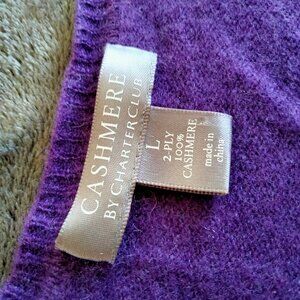 CASHMERE
BY CHARTER CLUB
L
2-PLY
100%
CASHMERE
made in
china